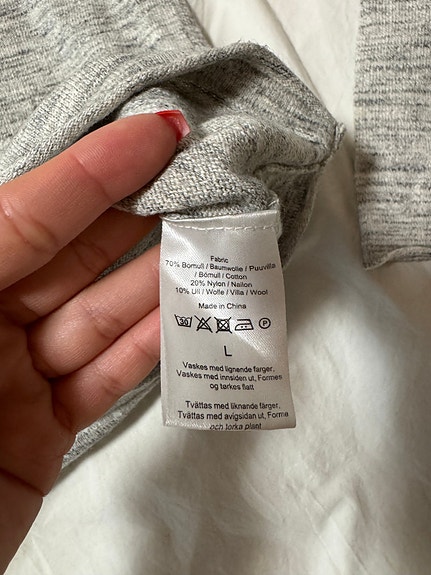 Fabric
70% Bomull / Baumwolle / Puuvilla
/ Bómull / Cotton
20% Nylon / Nailon
10% Ull / Wolle / Villa / Wool
Made in China
30 P
L
Vaskes med lignende farger,
Vaskes med innsiden ut, Formes
og tørkes flatt
Tvättas med liknande färger,
Tvättas med avigsidan ut, Forma
och torka plant